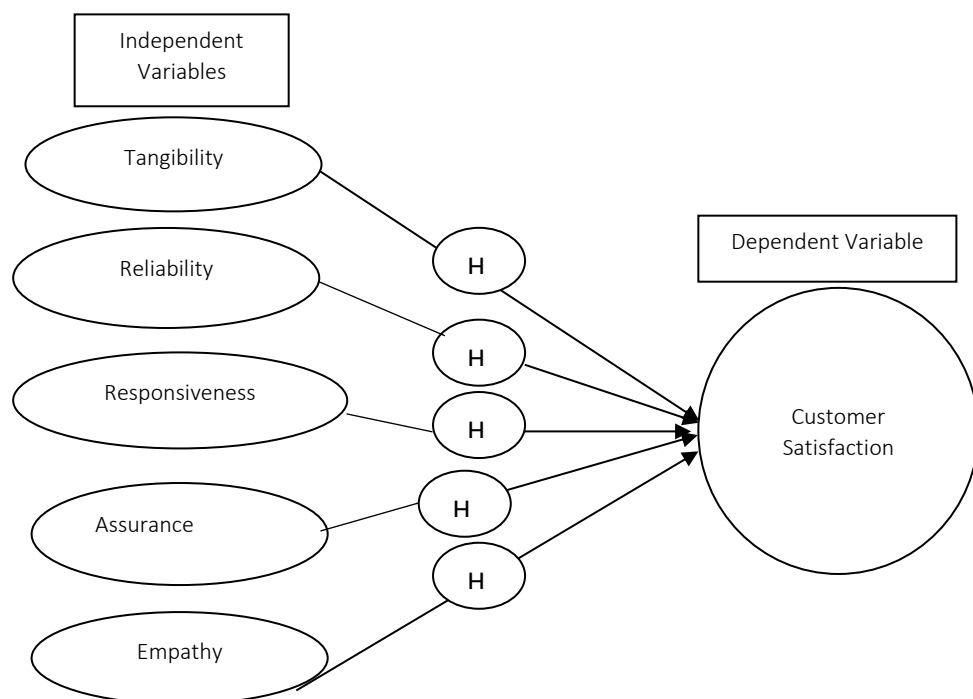 Independent
Variables
Tangibility
H
Dependent Variable
Reliability
H
Responsiveness
H
Customer
Satisfaction
Assurance
H
Empathy
H